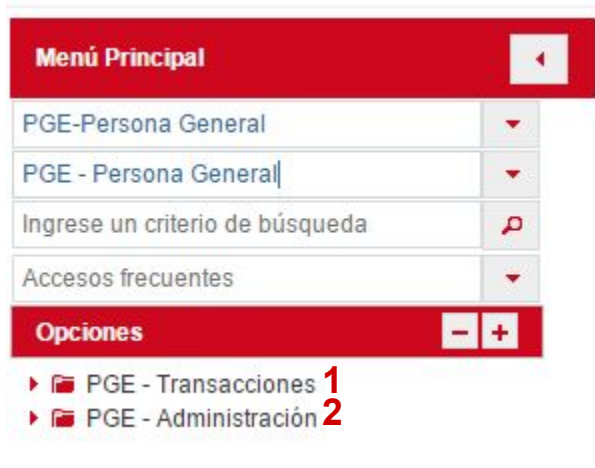 Menú Principal
PGE-Persona General
PGE - Persona General
Ingrese un criterio de búsqueda
Accesos frecuentes
Opciones
PGE - Transacciones 1
PGE - Administración 2